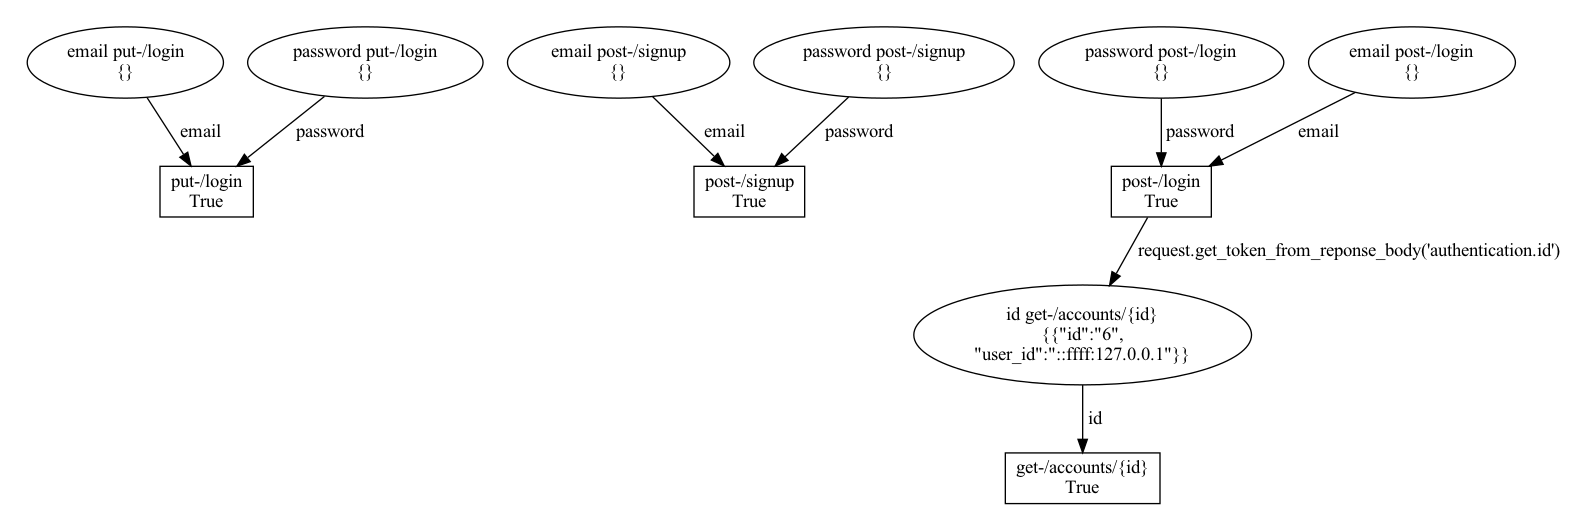 email put-/login
{}
password put-/login
{}
email post-/signup
{}
password post-/signup
{}
password post-/login
{}
email post-/login
{}
email
password
email
password
password
email
put-/login
True
post-/signup
True
post-/login
True
request.get_token_from_reponse_body('authentication.id')
id get-/accounts/{id}
{{"id":"6",
"user_id":"::ffff:127.0.0.1"}}
id
get-/accounts/{id}
True